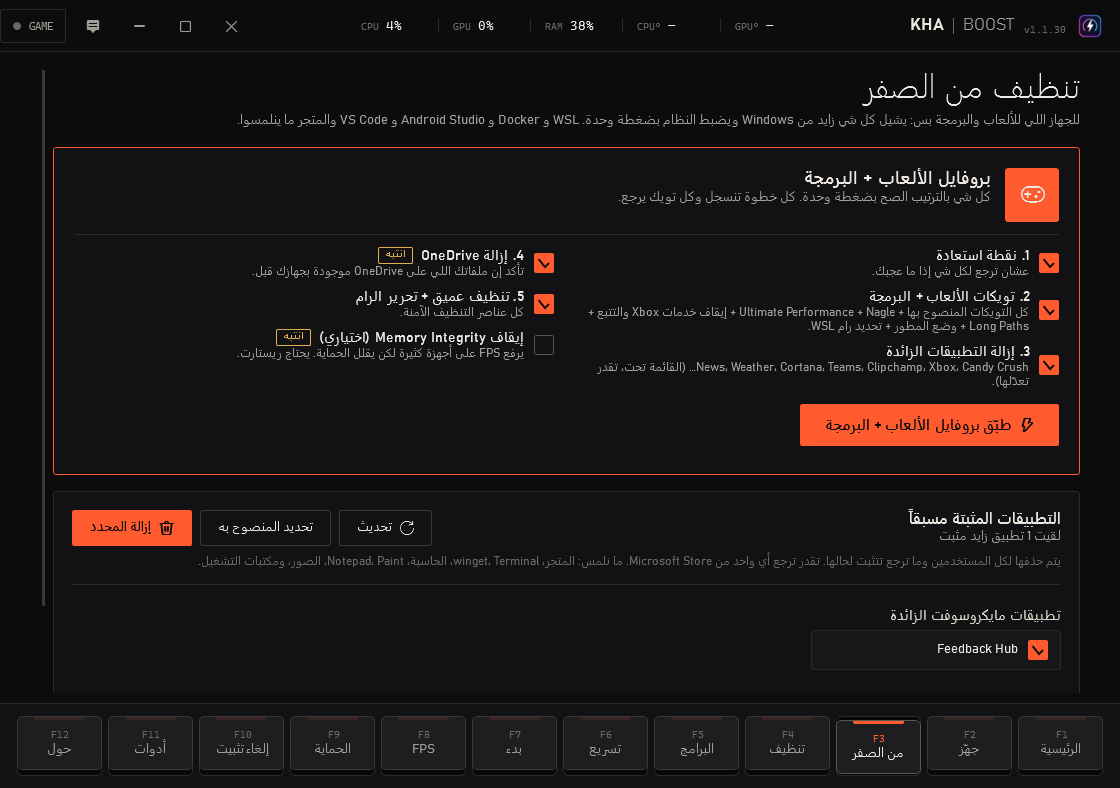 KHA | BOOST v1.1.30
CPU 4%
GPU 0%
RAM 38%
CPU° —
GPU° —
GAME
تنظيف من الصفر
للجهاز اللي للألعاب والبرمجة بس: يشيل كل شي زايد من Windows ويضبط النظام بضغطة وحدة. WSL و Docker و Android Studio و VS Code والمتجر ما ينلمسوا.
بروفايل الألعاب + البرمجة
كل شي بالترتيب الصح بضغطة وحدة. كل خطوة تنسجل وكل تويك يرجع.
1. نقطة استعادة
عشان ترجع لكل شي إذا ما عجبك.
2. تويكات الألعاب + البرمجة
كل التويكات المنصوح بها + Ultimate Performance + Nagle + إيقاف خدمات Xbox والتتبع +
Long Paths + وضع المطور + تحديد رام WSL.
3. إزالة التطبيقات الزائدة
News، Weather، Cortana، Teams، Clipchamp، Xbox، Candy Crush... (القائمة تحت، تقدر
تعدّلها).
4. إزالة OneDrive انتبه
تأكد إن ملفاتك اللي على OneDrive موجودة بجهازك قبل.
5. تنظيف عميق + تحرير الرام
كل عناصر التنظيف الآمنة.
إيقاف Memory Integrity (اختياري) انتبه
يرفع FPS على أجهزة كثيرة لكن يقلل الحماية. يحتاج ريستارت.
طبّق بروفايل الألعاب + البرمجة
التطبيقات المثبتة مسبقاً
لقيت 1 تطبيق زايد مثبت
تحديث
تحديد المنصوح به
إزالة المحدد
يتم حذفها لكل المستخدمين وما ترجع تتثبت لحالها. تقدر ترجع أي واحد من Microsoft Store. ما نلمس: المتجر، winget، Terminal، الحاسبة، Notepad، Paint، الصور، ومكتبات التشغيل.
تطبيقات مايكروسوفت الزائدة
Feedback Hub
F1
الرئيسية
F2
جهّز
F3
من الصفر
F4
تنظيف
F5
البرامج
F6
تسريع
F7
بدء
F8
FPS
F9
الحماية
F10
إلغاء تثبيت
F11
أدوات
F12
حول